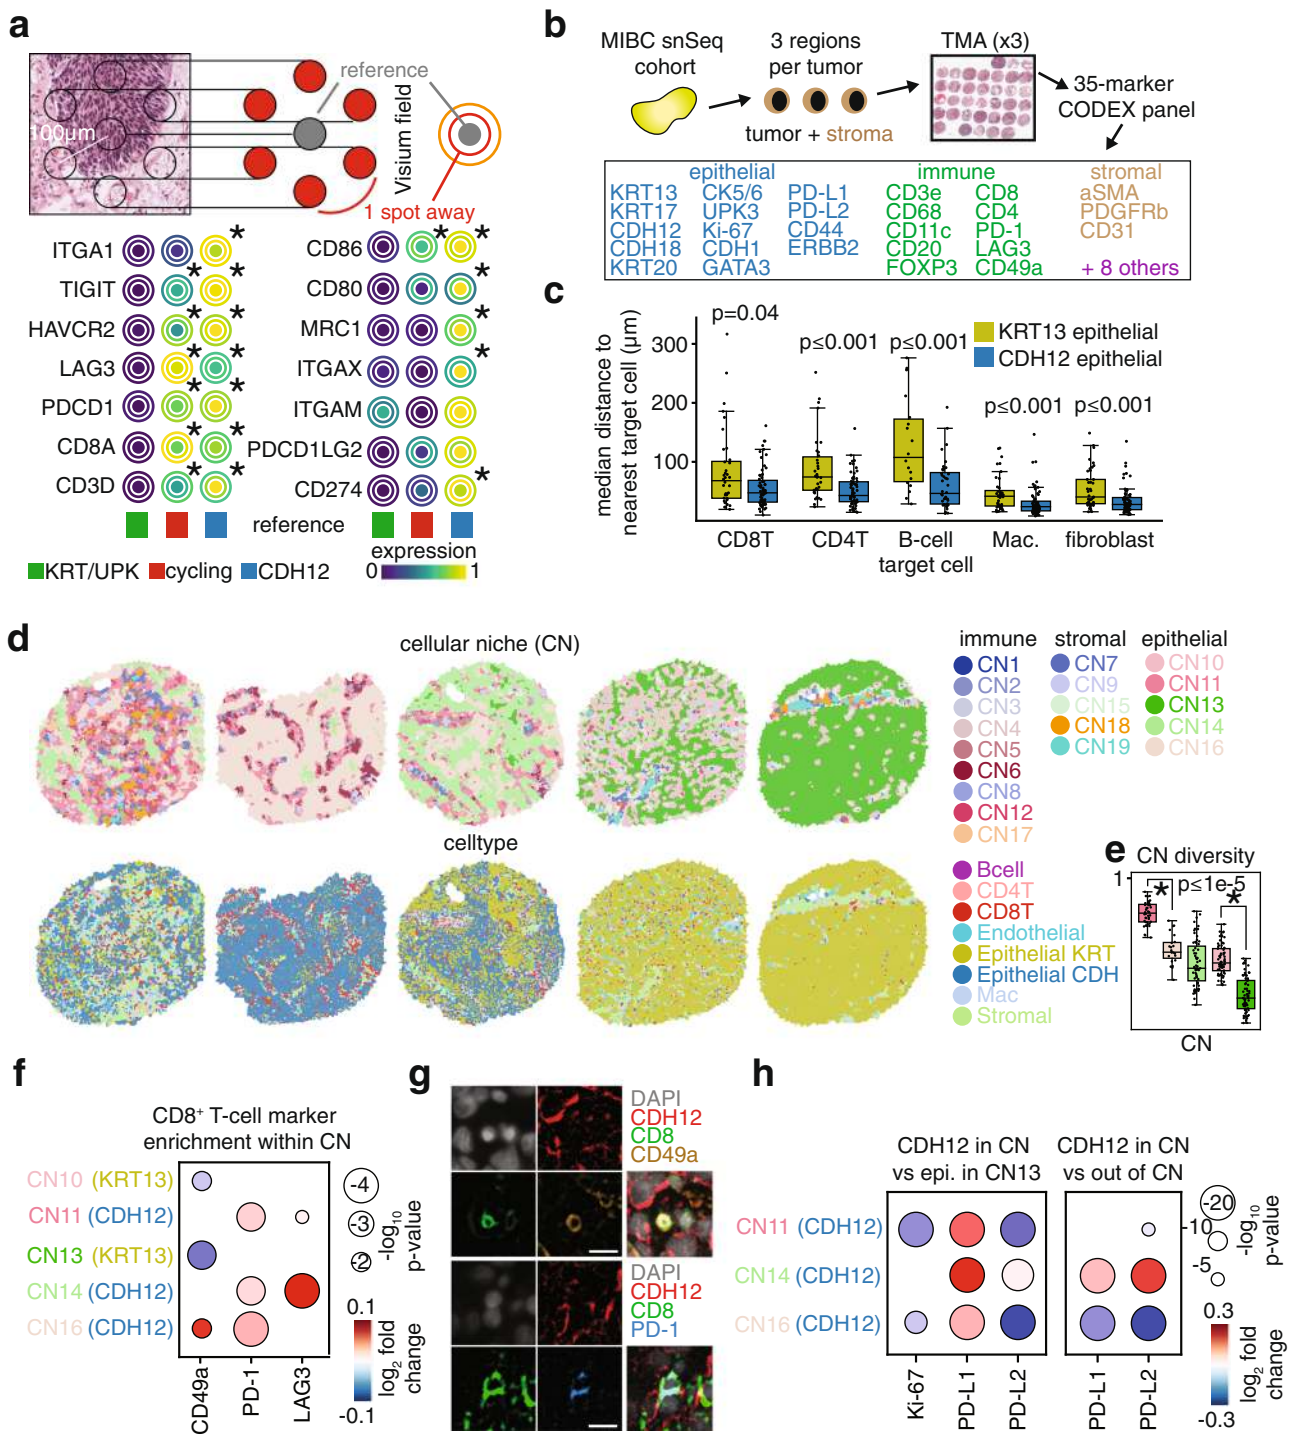 a
reference
100µm
Visium field
1 spot away
ITGA1
*
TIGIT
* *
HAVCR2
* *
LAG3
* *
PDCD1
*
CD8A
* *
CD3D
* *
CD86
* *
CD80
*
MRC1
*
ITGAX
*
ITGAM
PDCD1LG2
CD274
*
reference
KRT/UPK
cycling
CDH12
expression
0
1
b
MIBC snSeq
cohort
3 regions
per tumor
tumor + stroma
TMA (x3)
35-marker
CODEX panel
epithelial
KRT13 CK5/6 PD-L1
KRT17 UPK3 PD-L2
CDH12 Ki-67 CD44
CDH18 CDH1 ERBB2
KRT20 GATA3
immune
CD3e CD8
CD68 CD4
CD11c PD-1
CD20 LAG3
FOXP3 CD49a
stromal
aSMA
PDGFRb
CD31
+ 8 others
c
median distance to
nearest target cell (µm)
300
200
100
p=0.04
p≤0.001
p≤0.001
p≤0.001
p≤0.001
KRT13 epithelial
CDH12 epithelial
CD8T
CD4T
B-cell
Mac.
fibroblast
target cell
d
cellular niche (CN)
celltype
immune
CN1
CN2
CN3
CN4
CN5
CN6
CN8
CN12
CN17
stromal
CN7
CN9
CN15
CN18
CN19
epithelial
CN10
CN11
CN13
CN14
CN16
Bcell
CD4T
CD8T
Endothelial
Epithelial KRT
Epithelial CDH
Mac
Stromal
e
CN diversity
1
*
p≤1e-5
*
CN
f
CD8⁺ T-cell marker
enrichment within CN
CN10 (KRT13)
CN11 (CDH12)
CN13 (KRT13)
CN14 (CDH12)
CN16 (CDH12)
CD49a
PD-1
LAG3
-4
-3
-2
-log₁₀
p-value
0.1
-0.1
log₂ fold
change
g
DAPI
CDH12
CD8
CD49a
DAPI
CDH12
CD8
PD-1
h
CDH12 in CN
vs epi. in CN13
CDH12 in CN
vs out of CN
CN11 (CDH12)
CN14 (CDH12)
CN16 (CDH12)
Ki-67
PD-L1
PD-L2
PD-L1
PD-L2
-20
-10
-5
-log₁₀
p-value
0.3
-0.3
log₂ fold
change